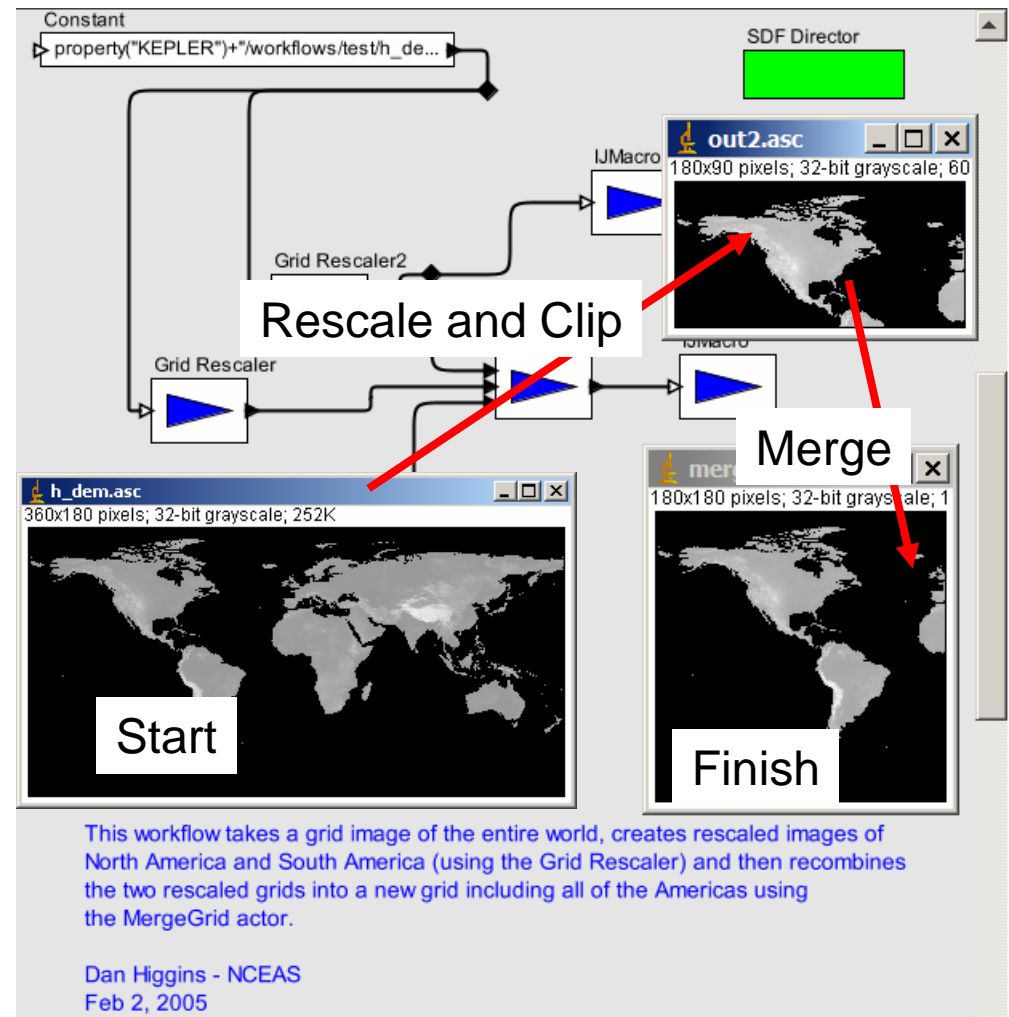 Constant
property("KEPLER")+"/workflows/test/h_de...
SDF Director
out2.asc
180x90 pixels; 32-bit grayscale; 60
IJMacro
Grid Rescaler2
Rescale and Clip
IJMacro
Grid Rescaler
Merge
h_dem.asc
360x180 pixels; 32-bit grayscale; 252K
merg
180x180 pixels; 32-bit grayscale; 1
Start
Finish
This workflow takes a grid image of the entire world, creates rescaled images of
North America and South America (using the Grid Rescaler) and then recombines
the two rescaled grids into a new grid including all of the Americas using
the MergeGrid actor.
Dan Higgins - NCEAS
Feb 2, 2005